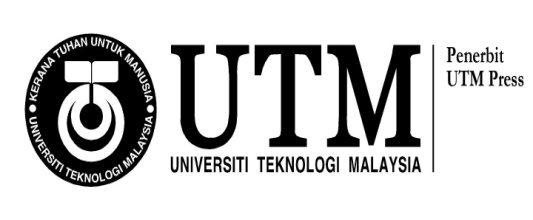 KERANA TUHAN UNTUK MANUSIA
UNIVERSITI TEKNOLOGI MALAYSIA
UTM
UNIVERSITI TEKNOLOGI MALAYSIA
Penerbit
UTM Press